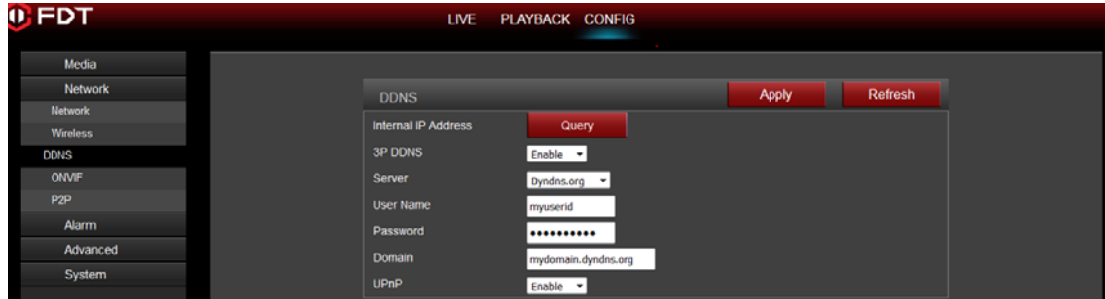 FDT
LIVE PLAYBACK CONFIG
Media
Network
Network
Wireless
DDNS
ONVIF
P2P
Alarm
Advanced
System
DDNS Apply Refresh
Internal IP Address Query
3P DDNS Enable
Server Dyndns.org
User Name myuserid
Password ••••••••••
Domain mydomain.dyndns.org
UPnP Enable